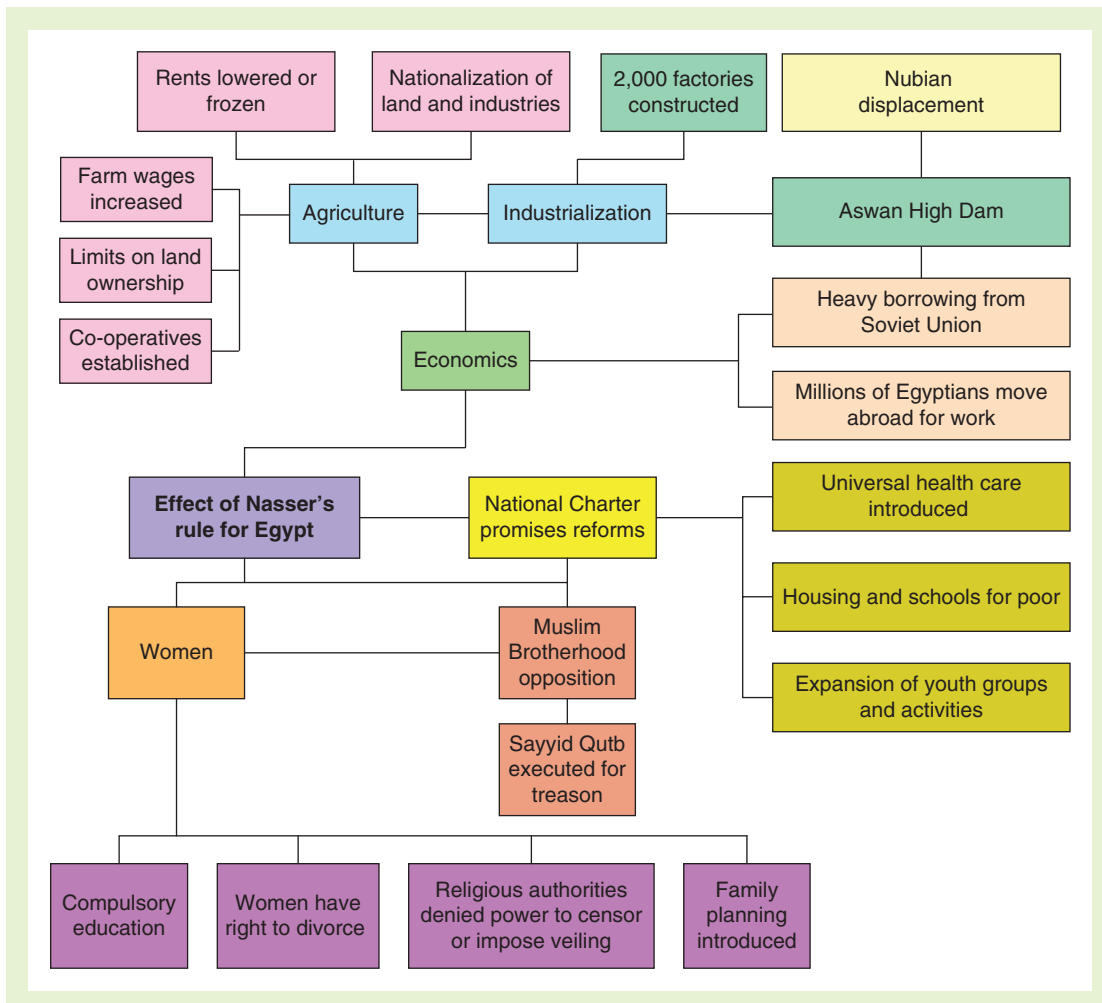 Rents lowered or
frozen
Nationalization of
land and industries
2,000 factories
constructed
Nubian
displacement
Farm wages
increased
Agriculture
Industrialization
Aswan High Dam
Limits on land
ownership
Heavy borrowing from
Soviet Union
Co-operatives
established
Economics
Millions of Egyptians move
abroad for work
Effect of Nasser's
rule for Egypt
National Charter
promises reforms
Universal health care
introduced
Housing and schools for poor
Women
Muslim
Brotherhood
opposition
Expansion of youth groups
and activities
Sayyid Qutb
executed for
treason
Compulsory
education
Women have
right to divorce
Religious authorities
denied power to censor
or impose veiling
Family
planning
introduced